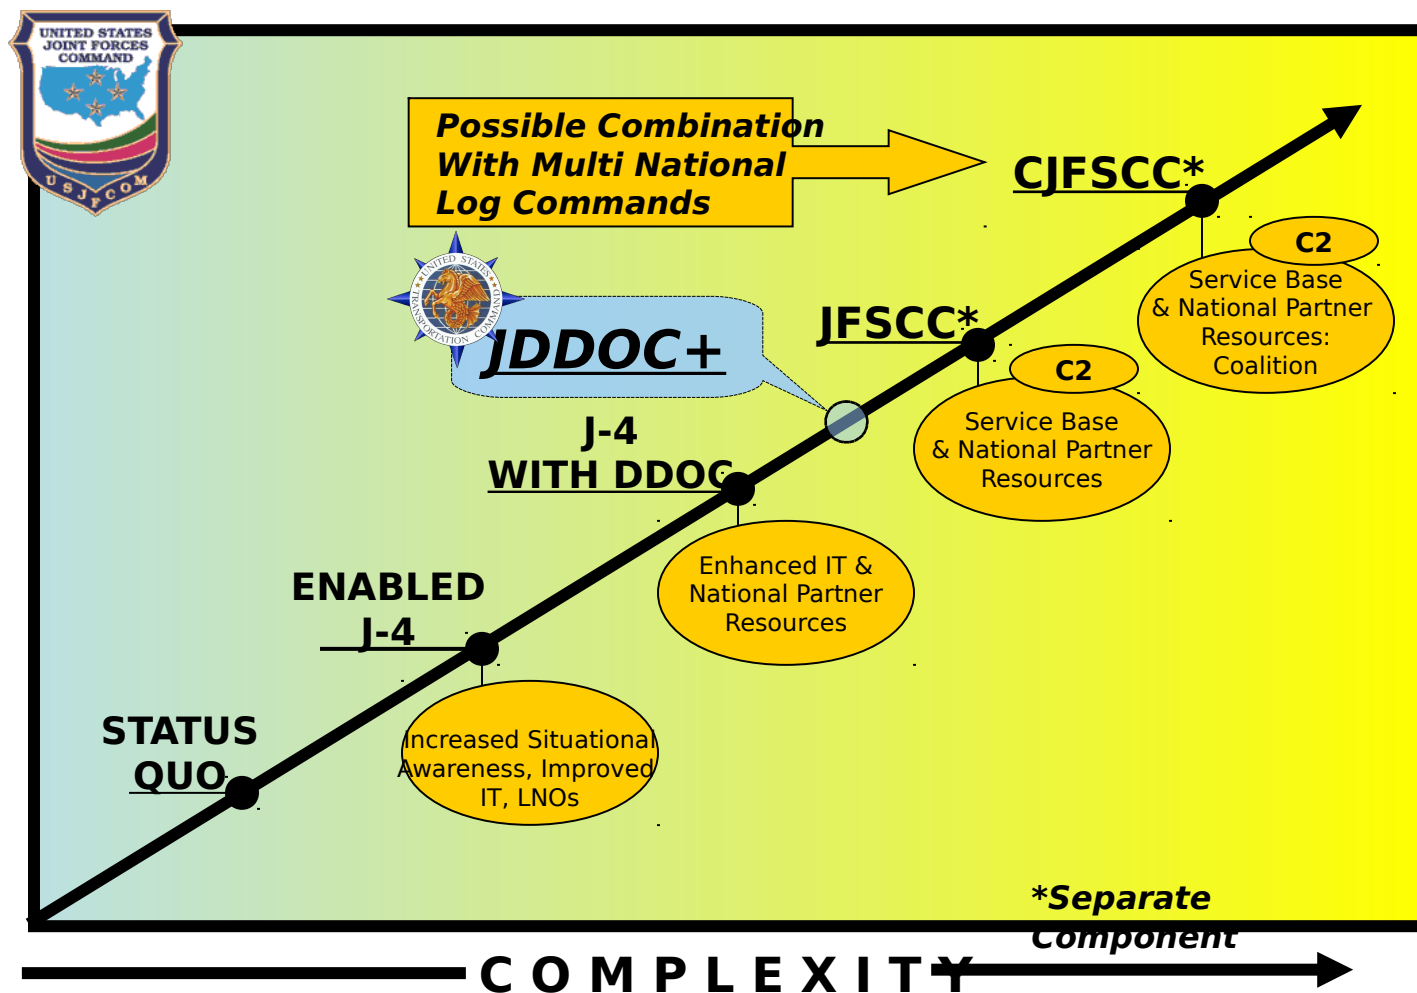 UNITED STATES
JOINT FORCES
COMMAND
USJFCOM
Possible Combination
With Multi National
Log Commands
CJFSCC*
C2
Service Base
& National Partner
Resources:
Coalition
UNITED STATES
TRANSPORTATION COMMAND
JDDOC+
JFSCC*
C2
Service Base
& National Partner
Resources
J-4
WITH DDOC
Enhanced IT &
National Partner
Resources
ENABLED
J-4
Increased Situational
Awareness, Improved
IT, LNOs
STATUS
QUO
*Separate
Component
C O M P L E X I T Y